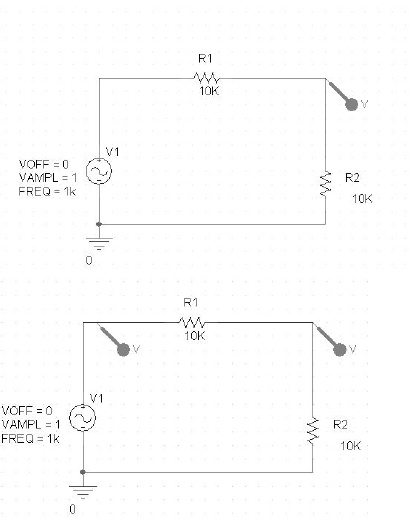 R1
10K
V
V1
VOFF = 0
VAMPL = 1
FREQ = 1k
R2
10K
0
R1
10K
V
V
V1
VOFF = 0
VAMPL = 1
FREQ = 1k
R2
10K
0